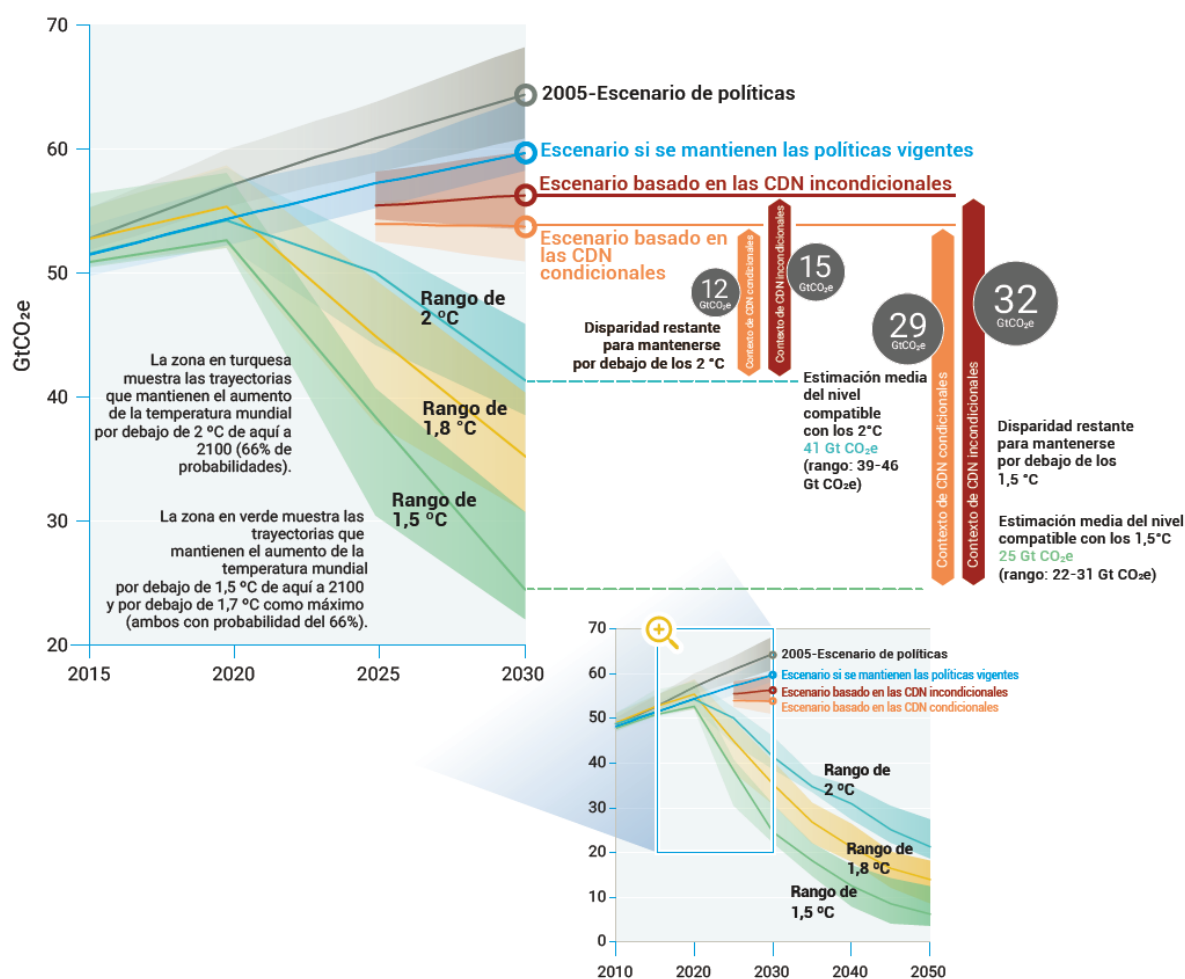 70
60
50
40
30
20
GtCO₂e
2015
2020
2025
2030
2005-Escenario de políticas
Escenario si se mantienen las políticas vigentes
Escenario basado en las CDN incondicionales
Escenario basado en
las CDN
condicionales
Rango de
2 ºC
Rango de
1,8 °C
Rango de
1,5 ºC
La zona en turquesa
muestra las trayectorias
que mantienen el aumento
de la temperatura mundial
por debajo de 2 ºC de aquí a
2100 (66% de
probabilidades).
La zona en verde muestra las
trayectorias que
mantienen el aumento de la
temperatura mundial
por debajo de 1,5 ºC de aquí a 2100
y por debajo de 1,7 ºC como máximo
(ambos con probabilidad del 66%).
12
GtCO₂e
Contexto de CDN condicionales
Contexto de CDN incondicionales
15
GtCO₂e
Disparidad restante
para mantenerse
por debajo de los 2 °C
29
GtCO₂e
Contexto de CDN condicionales
Contexto de CDN incondicionales
32
GtCO₂e
Estimación media
del nivel
compatible
con los 2°C
41 Gt CO₂e
(rango: 39-46
Gt CO₂e)
Disparidad restante
para mantenerse
por debajo de los
1,5 °C
Estimación media del nivel
compatible con los 1,5°C
25 Gt CO₂e
(rango: 22-31 Gt CO₂e)
70
60
50
40
30
20
10
0
2010
2020
2030
2040
2050
2005-Escenario de políticas
Escenario si se mantienen las políticas vigentes
Escenario basado en las CDN incondicionales
Escenario basado en las CDN condicionales
Rango de
2 ºC
Rango de
1,8 ºC
Rango de
1,5 ºC